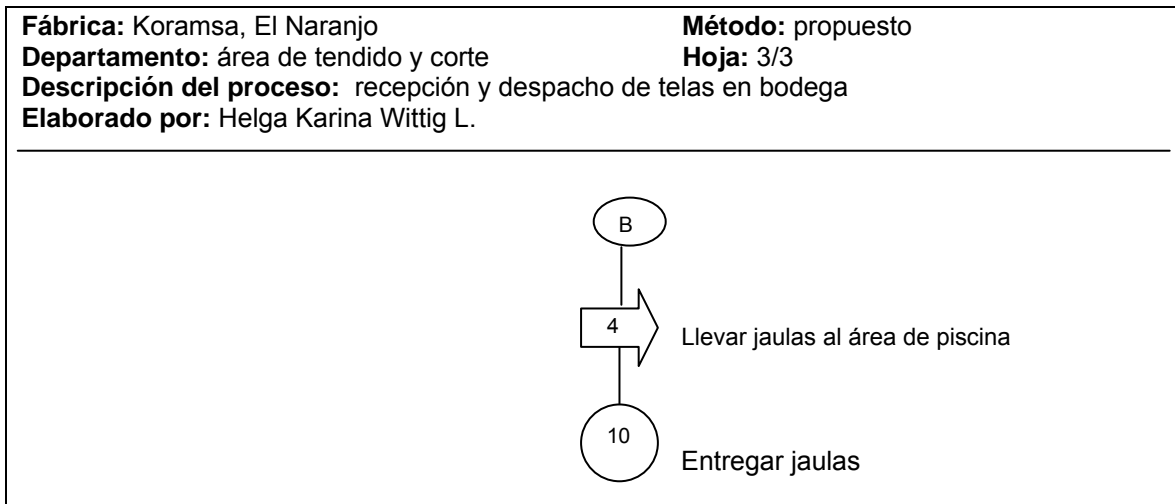 Fábrica: Koramsa, El Naranjo Método: propuesto
Departamento: área de tendido y corte Hoja: 3/3
Descripción del proceso: recepción y despacho de telas en bodega
Elaborado por: Helga Karina Wittig L.
B
4 Llevar jaulas al área de piscina
10 Entregar jaulas